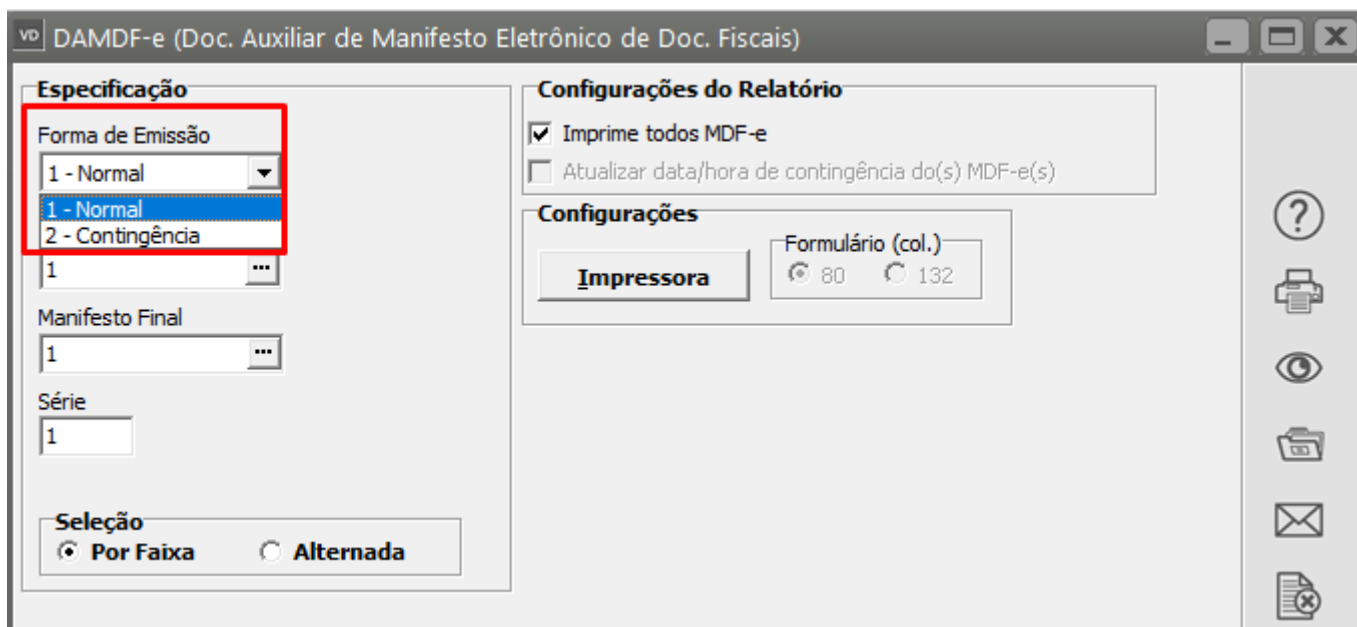 VD DAMDF-e (Doc. Auxiliar de Manifesto Eletrônico de Doc. Fiscais)
Especificação
Forma de Emissão
1 - Normal
1 - Normal
2 - Contingência
1 ...
Manifesto Final
1 ...
Série
1
Seleção
Por Faixa Alternada
Configurações do Relatório
Imprime todos MDF-e
Atualizar data/hora de contingência do(s) MDF-e(s)
Configurações
Impressora
Formulário (col.)
80 132
?